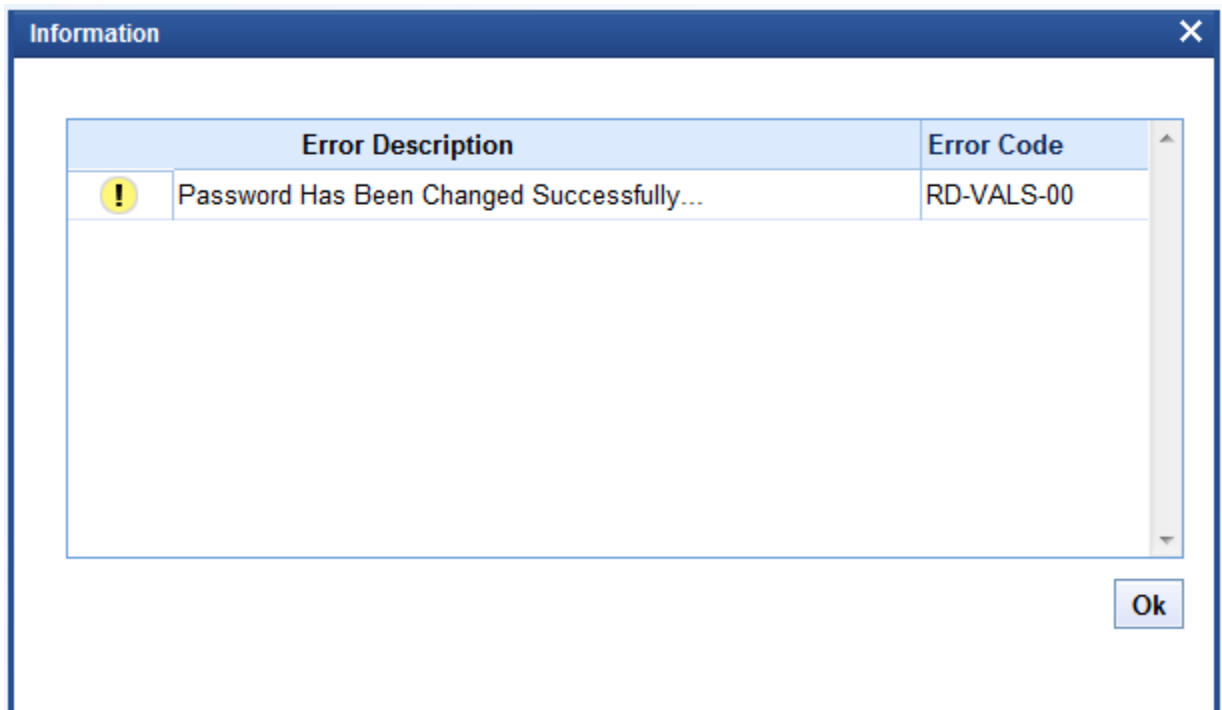 Information
Error Description Error Code
! Password Has Been Changed Successfully... RD-VALS-00
Ok